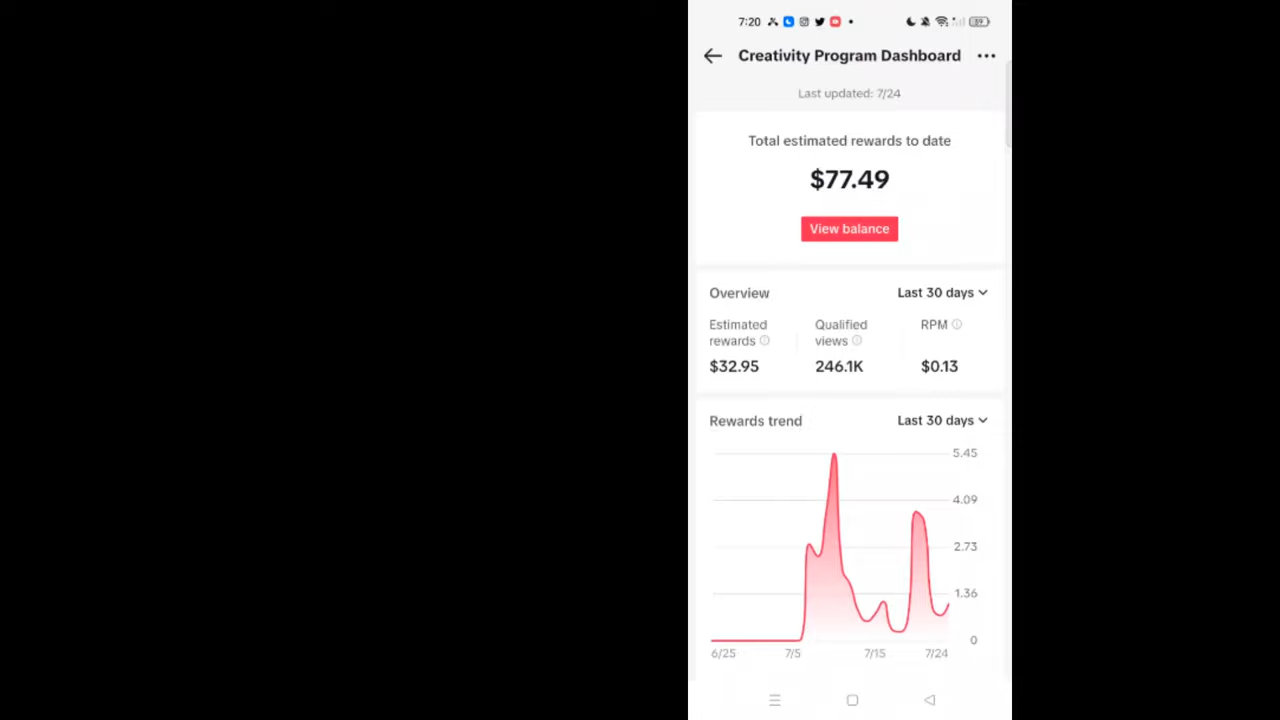 7:20
89
Creativity Program Dashboard
Last updated: 7/24
Total estimated rewards to date
$77.49
View balance
Overview
Last 30 days
Estimated rewards
Qualified views
RPM
$32.95
246.1K
$0.13
Rewards trend
Last 30 days
5.45
4.09
2.73
1.36
0
6/25
7/5
7/15
7/24